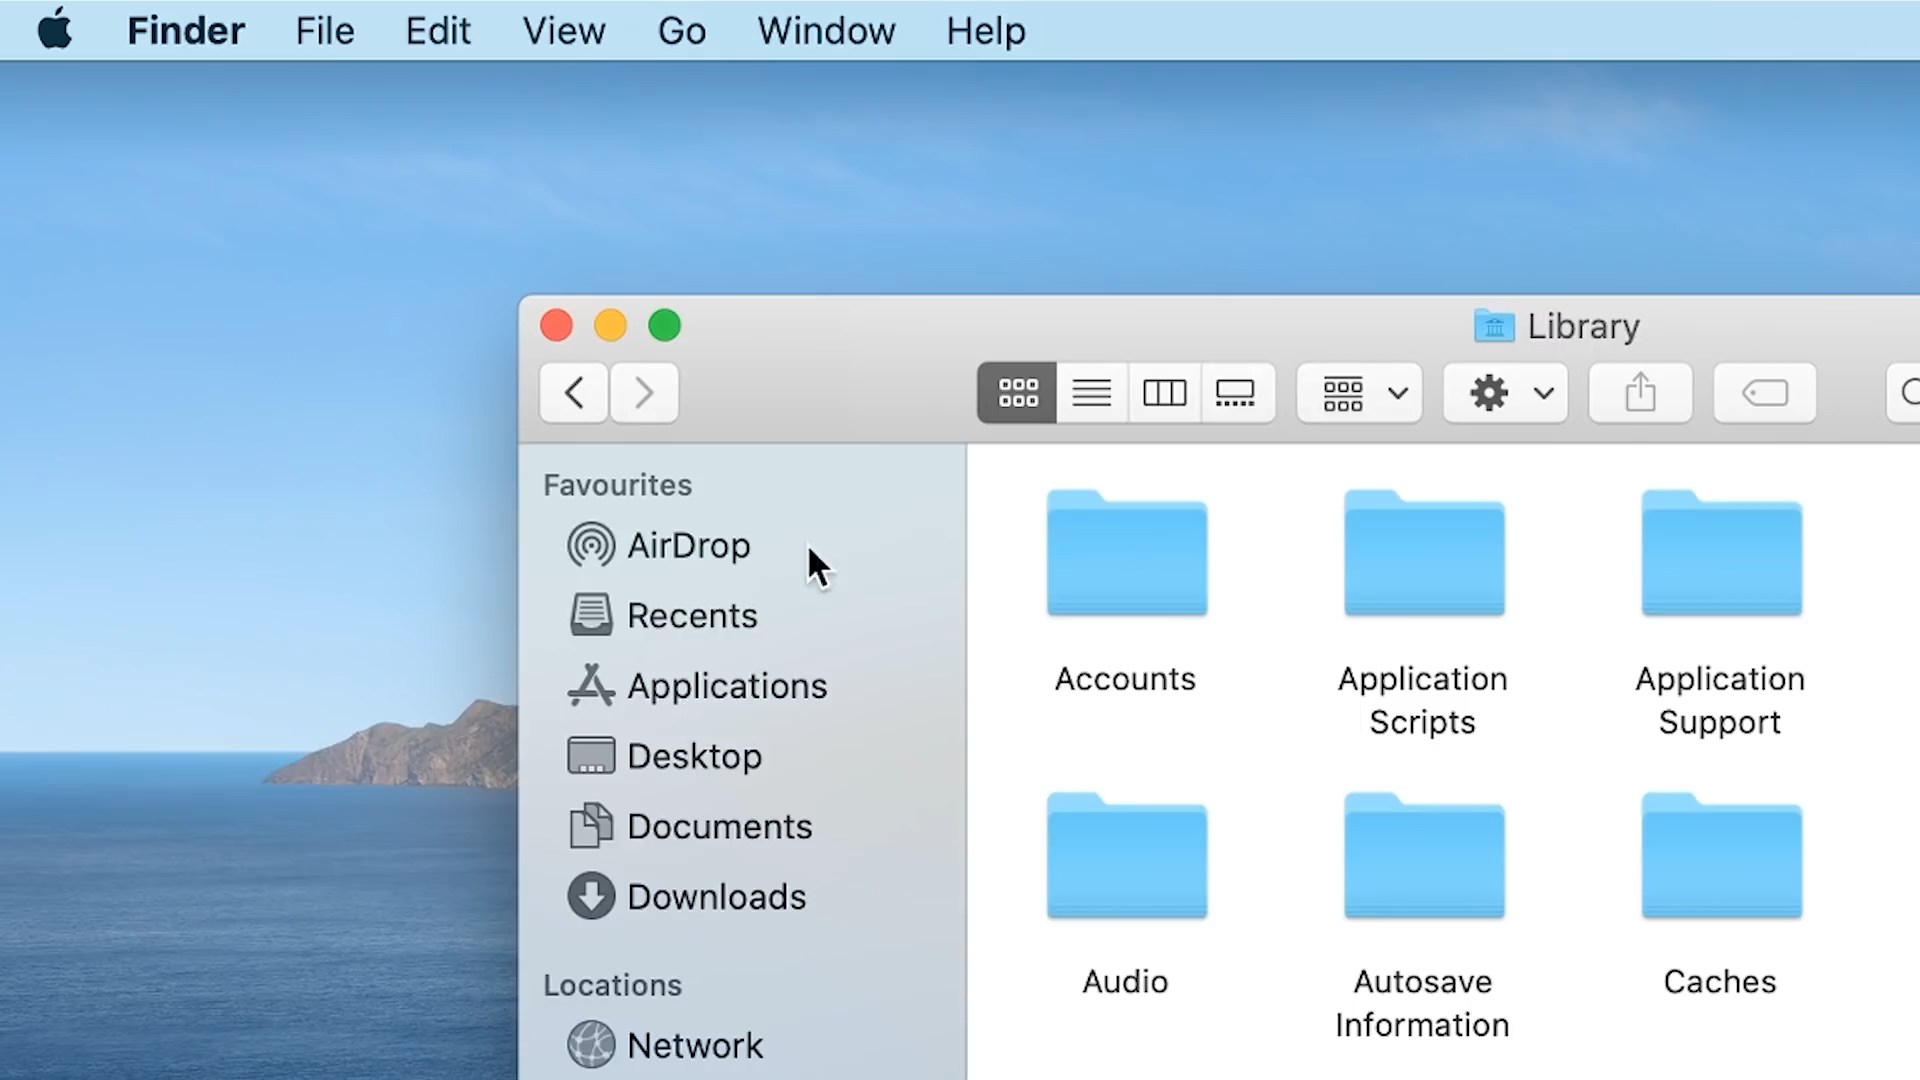 Finder File Edit View Go Window Help
Library
Favourites
AirDrop
Recents
Applications
Desktop
Documents
Downloads
Locations
Network
Accounts
Application
Scripts
Application
Support
Audio
Autosave
Information
Caches